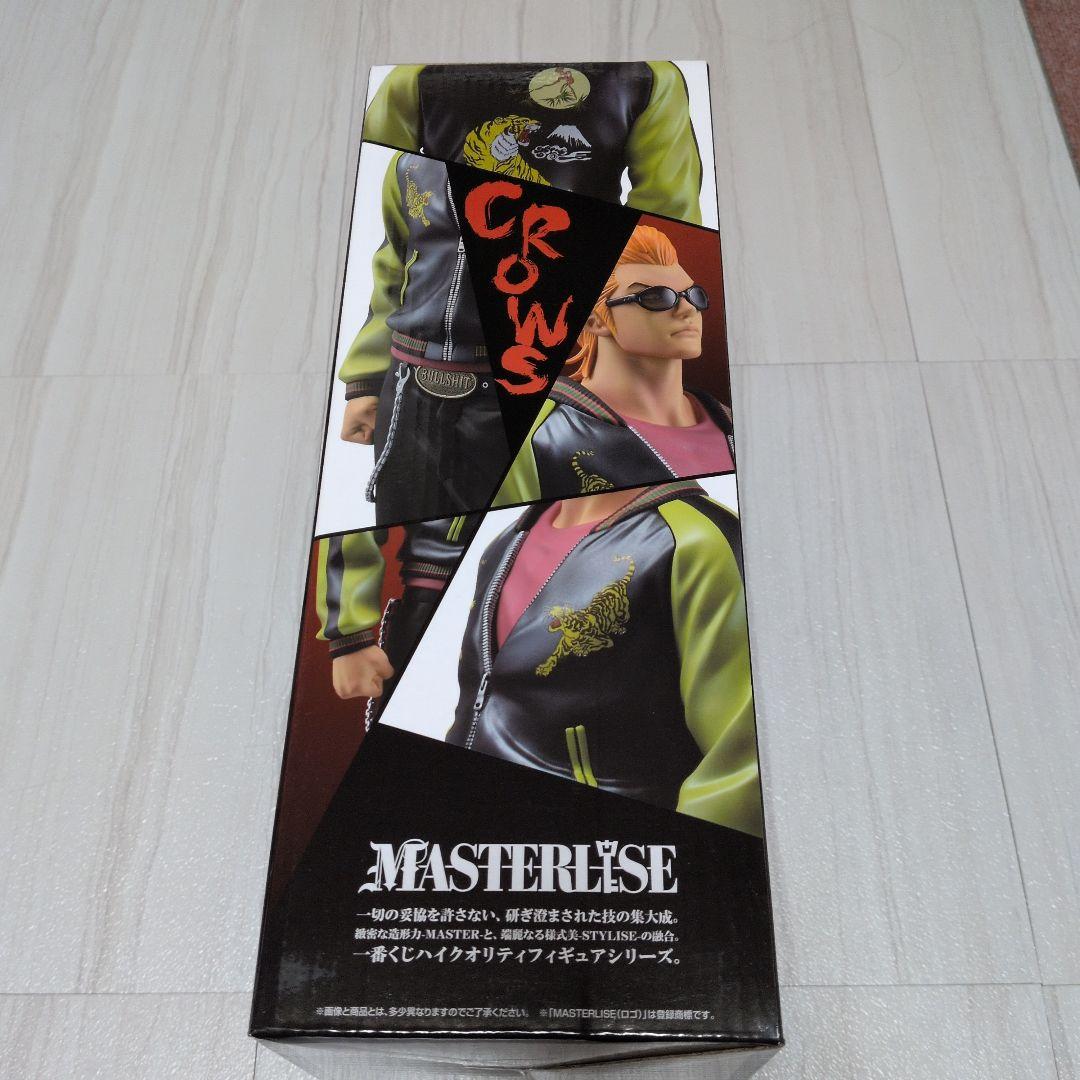 CROWS
BULLSHIT
MASTERLISE
一切の妥協を許さない、研ぎ澄まされた技の集大成。
緻密な造形力-MASTER-と、瑞麗なる様式美-STYLISE-の融合。
一番くじハイクオリティフィギュアシリーズ。
※画像と商品とは、多少異なりますのでご了承ください。 ※「MASTERLISE(ロゴ)」は登録商標です。